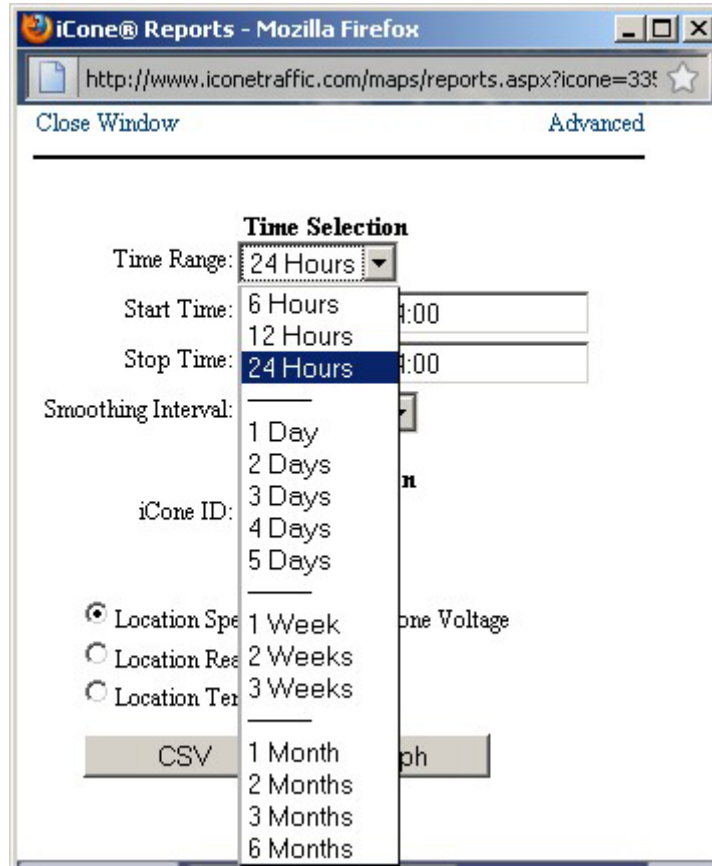 iCone® Reports - Mozilla Firefox
http://www.iconetraffic.com/maps/reports.aspx?icone=335
Close Window Advanced
Time Selection
Time Range: 24 Hours
Start Time: :00
Stop Time: :00
Smoothing Interval:
iCone ID:
6 Hours
12 Hours
24 Hours
1 Day
2 Days
3 Days
4 Days
5 Days
1 Week
2 Weeks
3 Weeks
1 Month
2 Months
3 Months
6 Months
Location Spe one Voltage
Location Rea
Location Ter
CSV ph